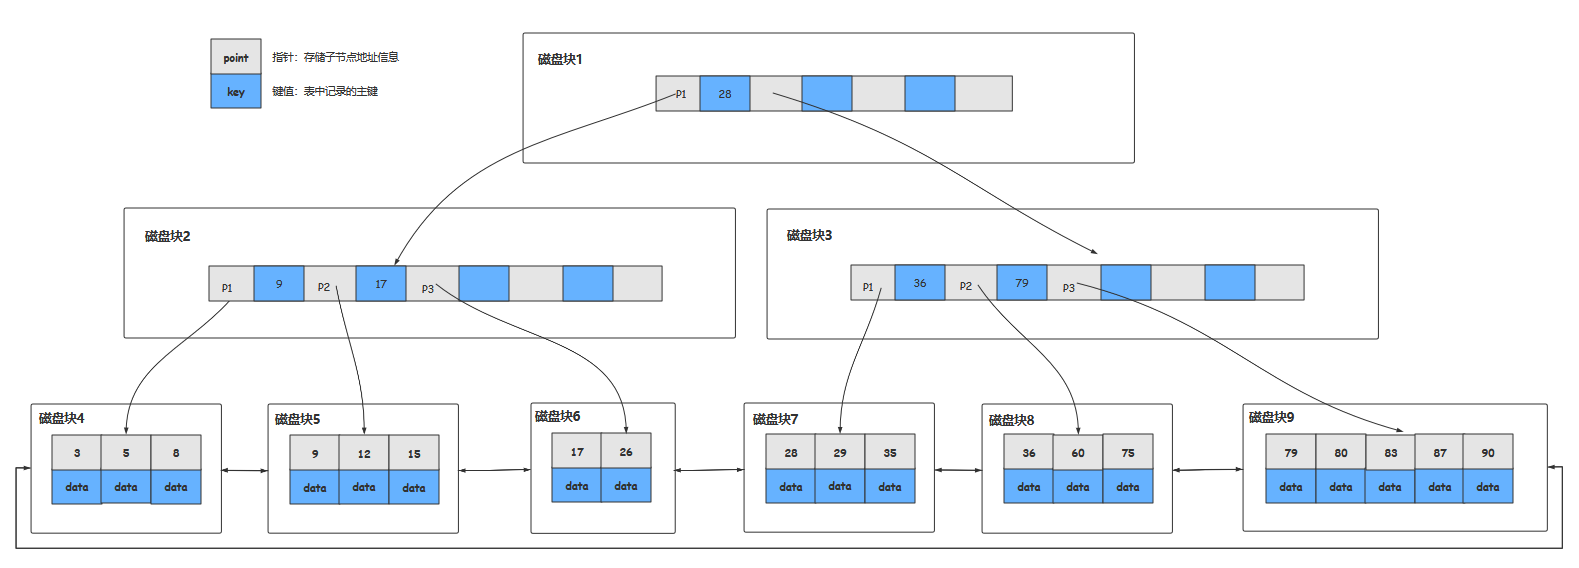 point 指针：存储子节点地址信息
key 键值：表中记录的主键
磁盘块1
P1 28
磁盘块2
P1 9 P2 17 P3
磁盘块3
P1 36 P2 79 P3
磁盘块4
3 5 8
data data data
磁盘块5
9 12 15
data data data
磁盘块6
17 26
data data
磁盘块7
28 29 35
data data data
磁盘块8
36 60 75
data data data
磁盘块9
79 80 83 87 90
data data data data data